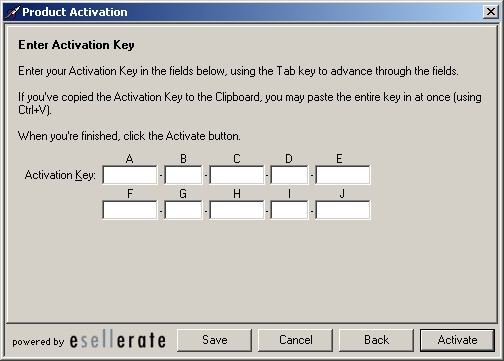 Product Activation
Enter Activation Key
Enter your Activation Key in the fields below, using the Tab key to advance through the fields.
If you've copied the Activation Key to the Clipboard, you may paste the entire key in at once (using
Ctrl+V).
When you're finished, click the Activate button.
A B C D E
Activation Key: - - - -
F G H I J
- - - -
powered by esellerate Save Cancel Back Activate